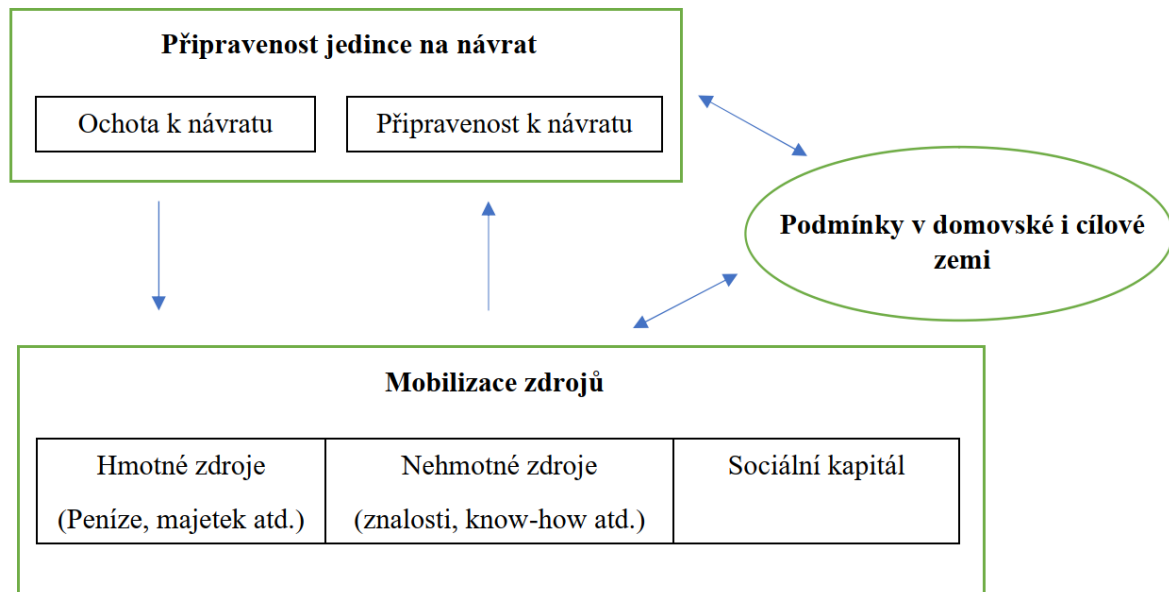 Připravenost jedince na návrat
Ochota k návratu
Připravenost k návratu
Podmínky v domovské i cílové
zemi
Mobilizace zdrojů
Hmotné zdroje
(Peníze, majetek atd.)
Nehmotné zdroje
(znalosti, know-how atd.)
Sociální kapitál